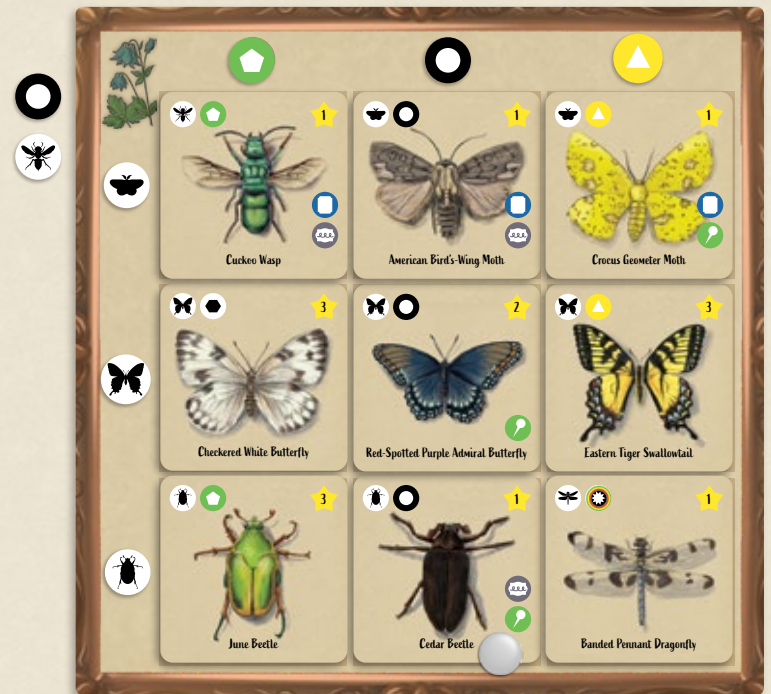 1
1
1
Cuckoo Wasp
American Bird's-Wing Moth
Crocus Geometer Moth
3
2
3
Checkered White Butterfly
Red-Spotted Purple Admiral Butterfly
Eastern Tiger Swallowtail
3
1
1
June Beetle
Cedar Beetle
Banded Pennant Dragonfly